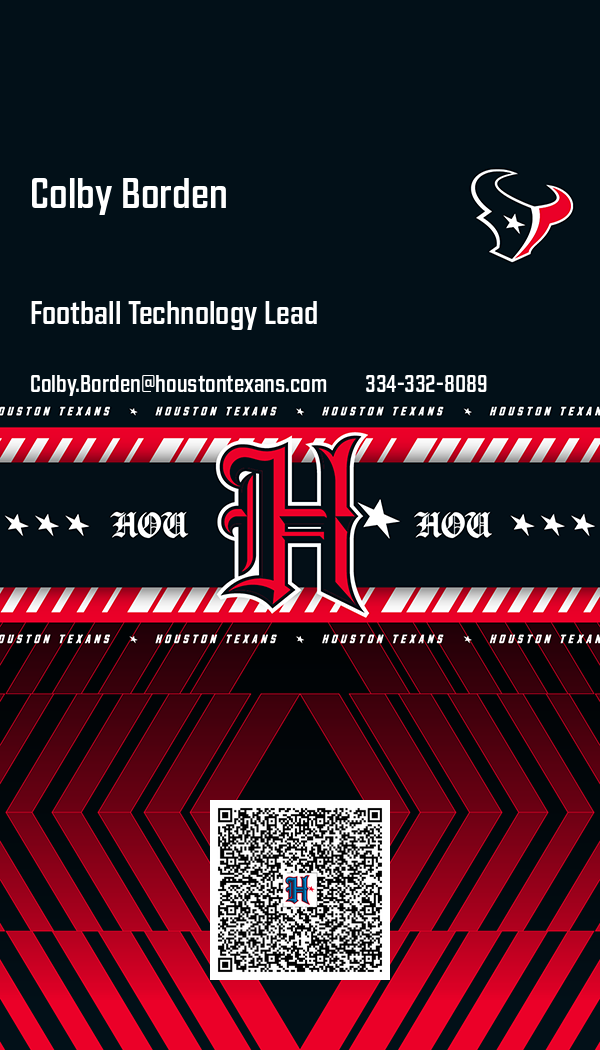 Colby Borden
Football Technology Lead
Colby.Borden@houstontexans.com 334-332-8089
HOUSTON TEXANS HOUSTON TEXANS HOUSTON TEXANS HOUSTON TEXANS
H
HOU HOU
HOUSTON TEXANS HOUSTON TEXANS HOUSTON TEXANS HOUSTON TEXANS
H